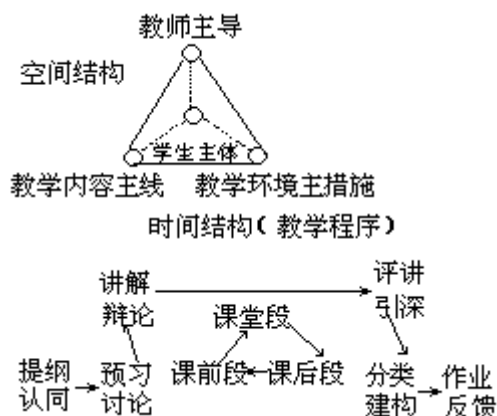 教师主导
空间结构
学生主体
教学内容主线 教学环境主措施
时间结构(教学程序)
讲解 评讲
辩论 课堂段 引深
提纲 预习 课前段 课后段 分类 作业
认同 讨论 建构 反馈